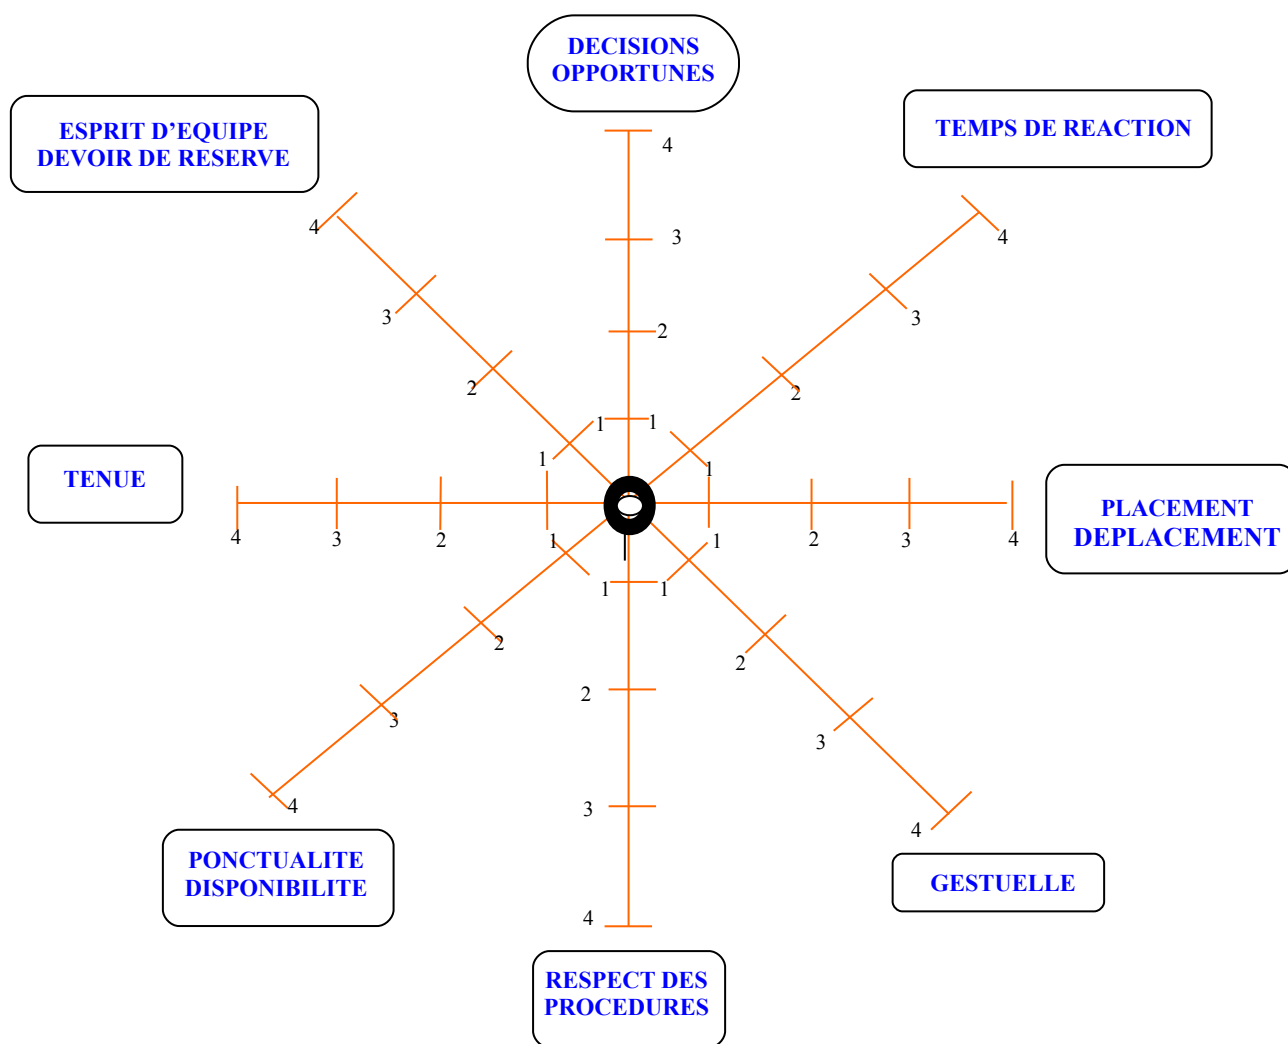 DECISIONS
OPPORTUNES
ESPRIT D’EQUIPE
DEVOIR DE RESERVE
TEMPS DE REACTION
4
4
4
3
3
3
2
2
2
1
1
1
1
TENUE
PLACEMENT
DEPLACEMENT
4
3
2
1
1
2
3
4
1
1
2
2
2
3
3
3
4
4
4
PONCTUALITE
DISPONIBILITE
GESTUELLE
RESPECT DES
PROCEDURES